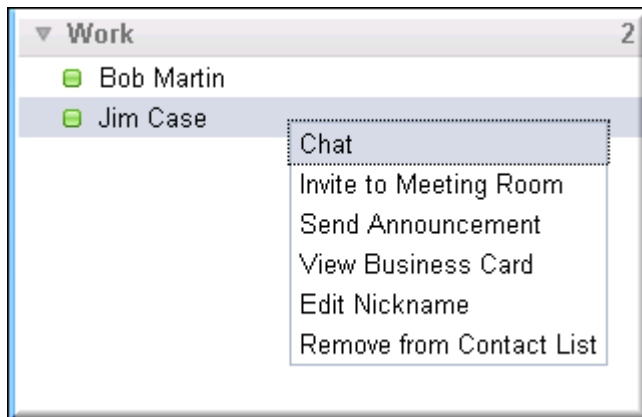 Work 2
Bob Martin
Jim Case
Chat
Invite to Meeting Room
Send Announcement
View Business Card
Edit Nickname
Remove from Contact List